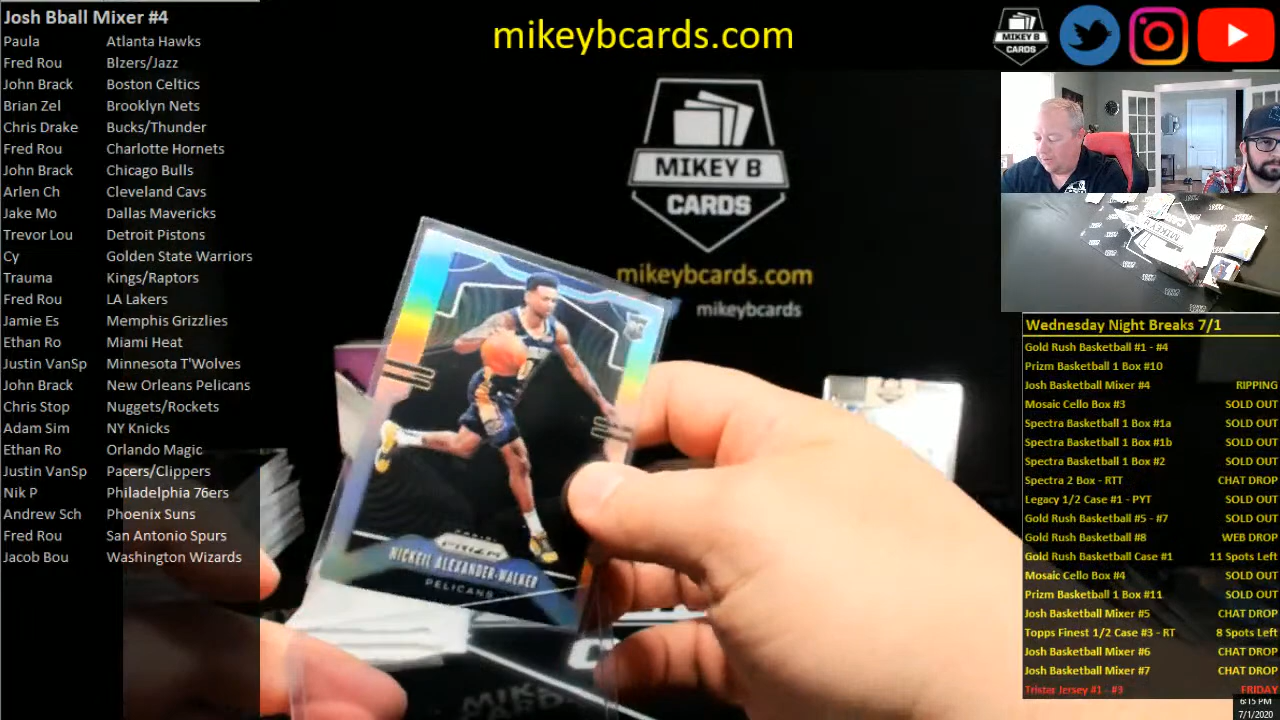 Josh Bball Mixer #4
Paula Atlanta Hawks
Fred Rou Blzers/Jazz
John Brack Boston Celtics
Brian Zel Brooklyn Nets
Chris Drake Bucks/Thunder
Fred Rou Charlotte Hornets
John Brack Chicago Bulls
Arlen Ch Cleveland Cavs
Jake Mo Dallas Mavericks
Trevor Lou Detroit Pistons
Cy Golden State Warriors
Trauma Kings/Raptors
Fred Rou LA Lakers
Jamie Es Memphis Grizzlies
Ethan Ro Miami Heat
Justin VanSp Minnesota T'Wolves
John Brack New Orleans Pelicans
Chris Stop Nuggets/Rockets
Adam Sim NY Knicks
Ethan Ro Orlando Magic
Justin VanSp Pacers/Clippers
Nik P Philadelphia 76ers
Andrew Sch Phoenix Suns
Fred Rou San Antonio Spurs
Jacob Bou Washington Wizards
mikeybcards.com
MIKEY B
CARDS
MIKEY B
CARDS
mikeybcards.com
mikeybcards
RC
PANINI
PRIZM
NICKEIL ALEXANDER-WALKER
PELICANS
Wednesday Night Breaks 7/1
Gold Rush Basketball #1 - #4
Prizm Basketball 1 Box #10
Josh Basketball Mixer #4 RIPPING
Mosaic Cello Box #3 SOLD OUT
Spectra Basketball 1 Box #1a SOLD OUT
Spectra Basketball 1 Box #1b SOLD OUT
Spectra Basketball 1 Box #2 SOLD OUT
Spectra 2 Box - RTT CHAT DROP
Legacy 1/2 Case #1 - PYT SOLD OUT
Gold Rush Basketball #5 - #7 SOLD OUT
Gold Rush Basketball #8 WEB DROP
Gold Rush Basketball Case #1 11 Spots Left
Mosaic Cello Box #4 SOLD OUT
Prizm Basketball 1 Box #11 SOLD OUT
Josh Basketball Mixer #5 CHAT DROP
Topps Finest 1/2 Case #3 - RT 8 Spots Left
Josh Basketball Mixer #6 CHAT DROP
Josh Basketball Mixer #7 CHAT DROP
Tristar Jersey #1 - #3 FRIDAY
6:15 PM
7/1/2020